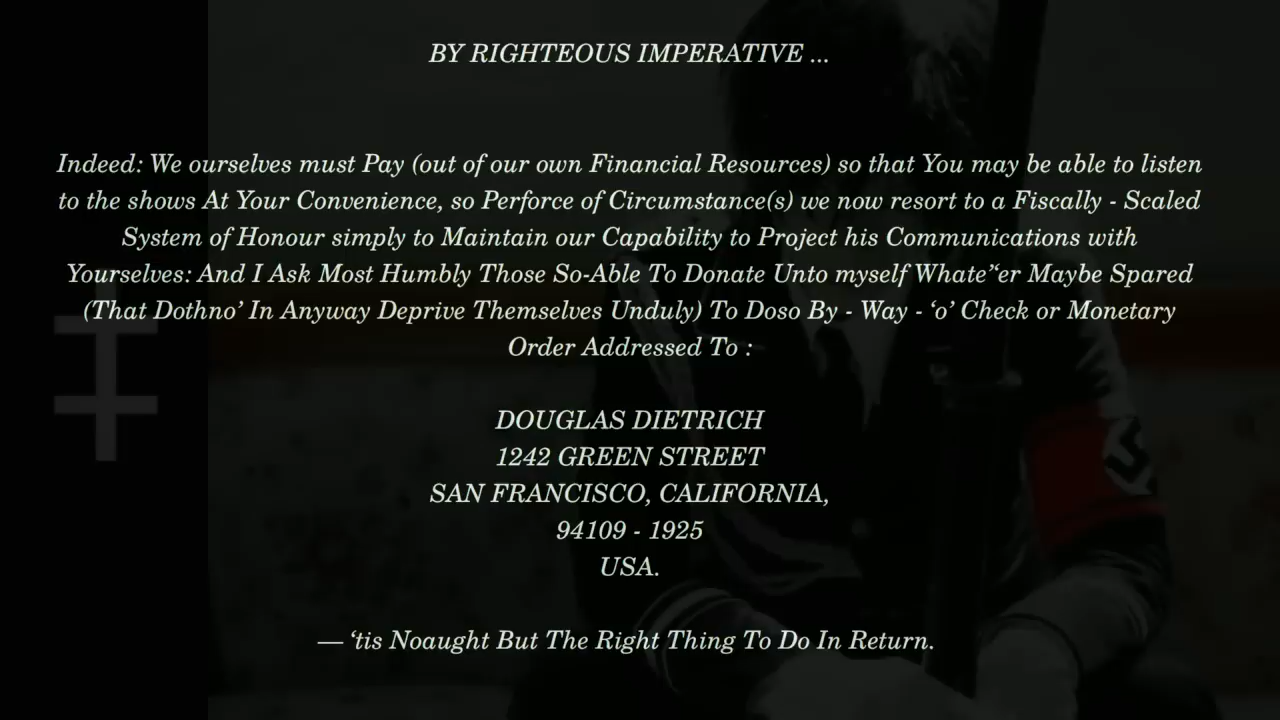 BY RIGHTEOUS IMPERATIVE ...
Indeed: We ourselves must Pay (out of our own Financial Resources) so that You may be able to listen
to the shows At Your Convenience, so Perforce of Circumstance(s) we now resort to a Fiscally - Scaled
System of Honour simply to Maintain our Capability to Project his Communications with
Yourselves: And I Ask Most Humbly Those So-Able To Donate Unto myself Whate”‘er Maybe Spared
(That Dothno’ In Anyway Deprive Themselves Unduly) To Doso By - Way - ‘o’ Check or Monetary
Order Addressed To :
DOUGLAS DIETRICH
1242 GREEN STREET
SAN FRANCISCO, CALIFORNIA,
94109 - 1925
USA.
— ‘tis Noaught But The Right Thing To Do In Return.